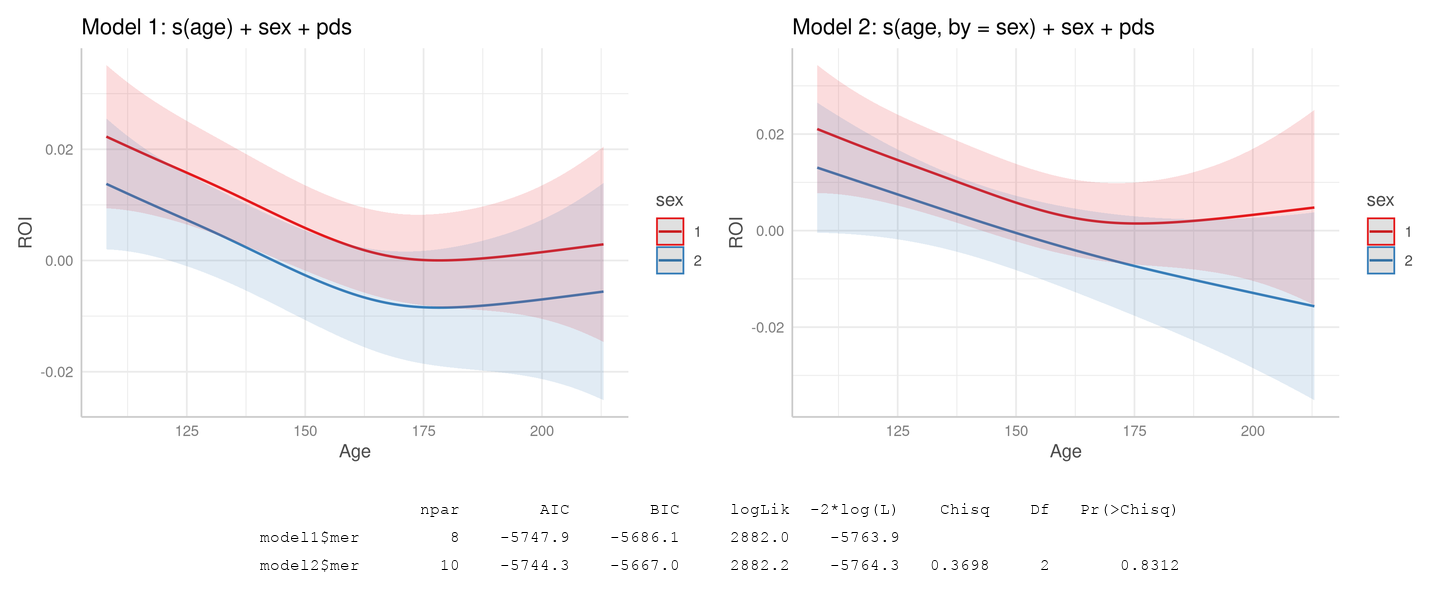 Model 1: s(age) + sex + pds
ROI
0.02
0.00
-0.02
125 150 175 200
Age
sex
1
2
Model 2: s(age, by = sex) + sex + pds
ROI
0.02
0.00
-0.02
125 150 175 200
Age
sex
1
2
npar AIC BIC logLik -2*log(L) Chisq Df Pr(>Chisq)
model1$mer 8 -5747.9 -5686.1 2882.0 -5763.9
model2$mer 10 -5744.3 -5667.0 2882.2 -5764.3 0.3698 2 0.8312